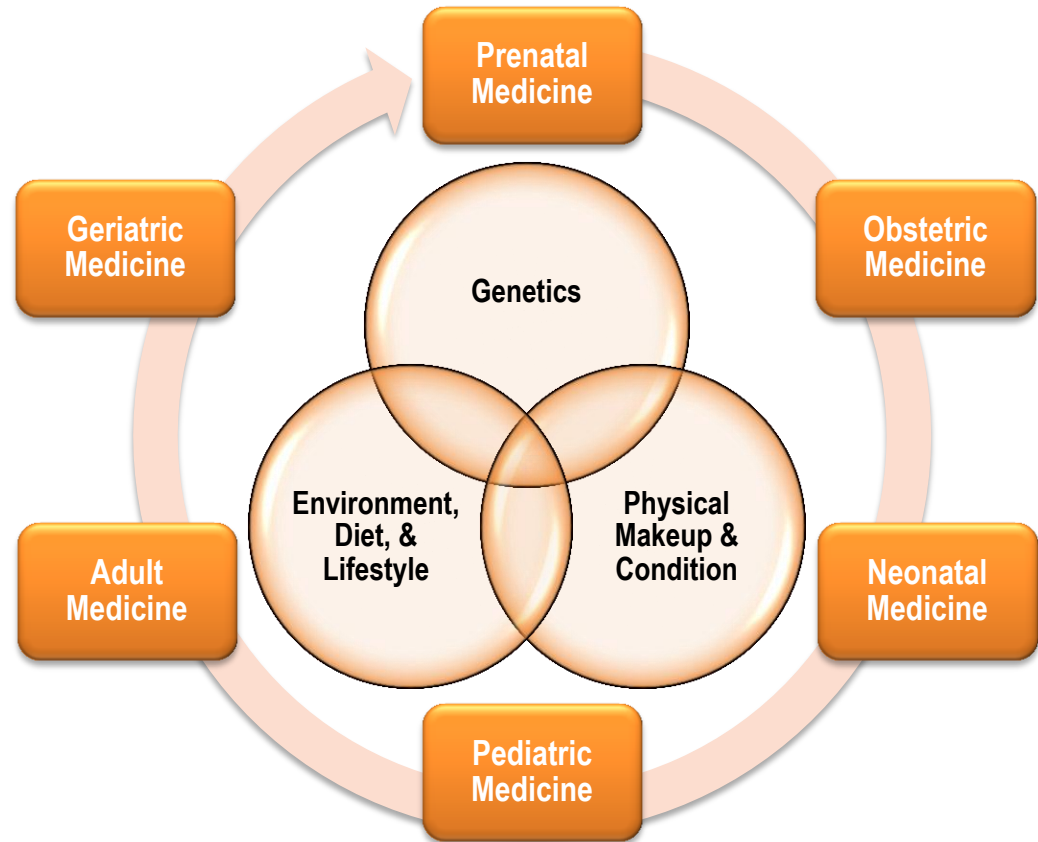 Prenatal
Medicine
Obstetric
Medicine
Neonatal
Medicine
Pediatric
Medicine
Adult
Medicine
Geriatric
Medicine
Genetics
Environment,
Diet, &
Lifestyle
Physical
Makeup &
Condition